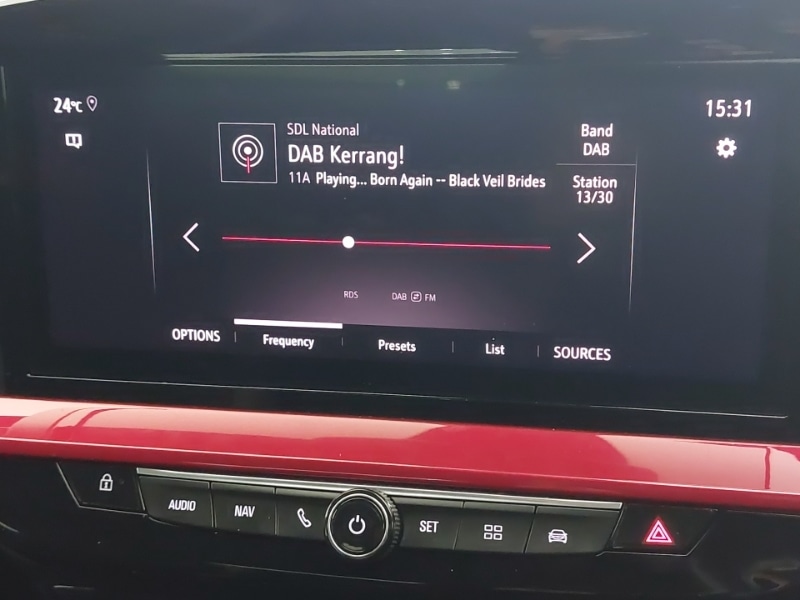 24°C
15:31
SDL National
DAB Kerrang!
11A Playing... Born Again -- Black Veil Brides
Band
DAB
Station
13/30
RDS
DAB FM
OPTIONS
Frequency
Presets
List
SOURCES
AUDIO
NAV
SET